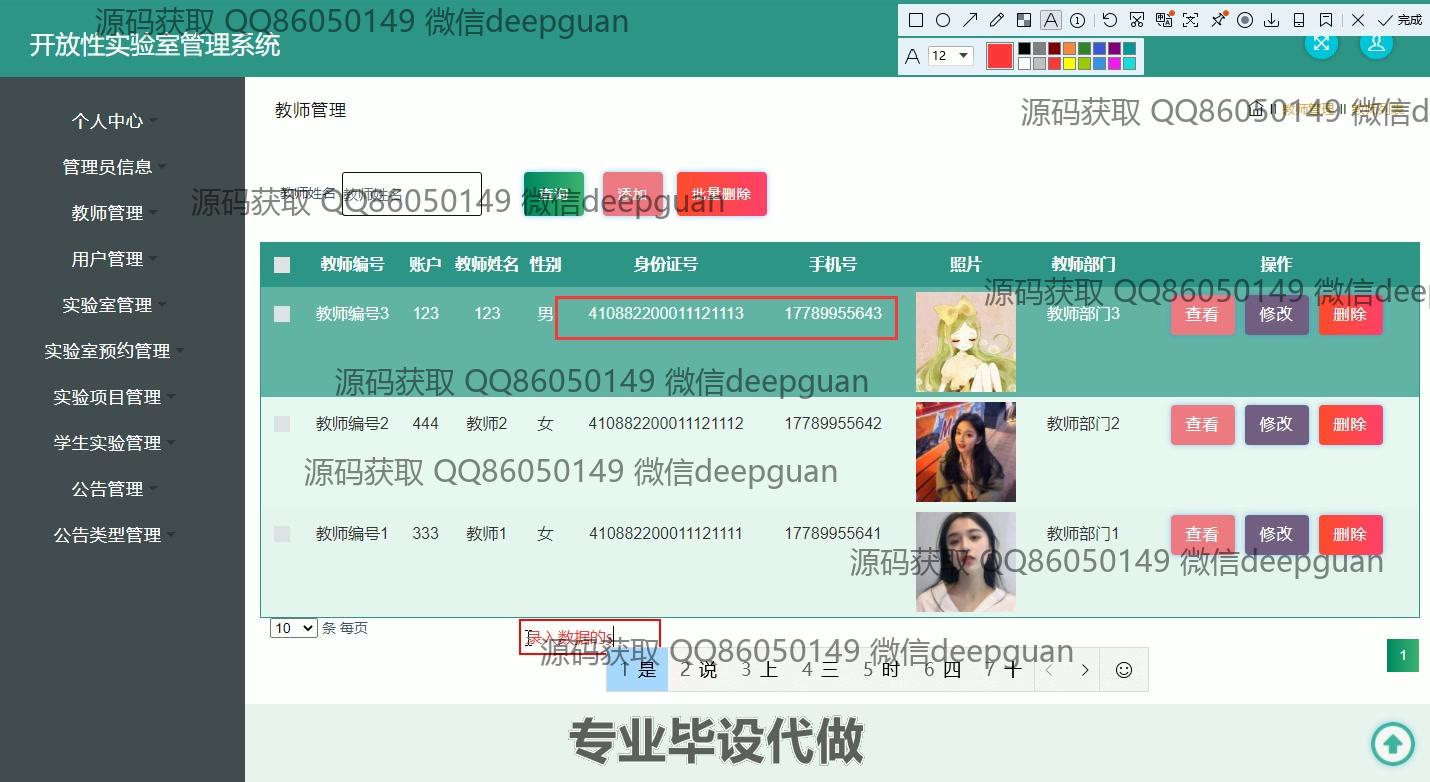 源码获取 QQ86050149 微信deepguan
开放性实验室管理系统
12
完成
个人中心
管理员信息
教师管理
用户管理
实验室管理
实验室预约管理
实验项目管理
学生实验管理
公告管理
公告类型管理
教师管理
教师管理
源码获取 QQ86050149 微信d
教师姓名 教师姓名 查询 添加 批量删除
源码获取 QQ86050149 微信deepguan
教师编号 账户 教师姓名 性别 身份证号 手机号 照片 教师部门 操作
源码获取 QQ86050149 微信deep
教师编号3 123 123 男 410882200011121113 17789955643 教师部门3 查看 修改 删除
源码获取 QQ86050149 微信deepguan
教师编号2 444 教师2 女 410882200011121112 17789955642 教师部门2 查看 修改 删除
源码获取 QQ86050149 微信deepguan
教师编号1 333 教师1 女 410882200011121111 17789955641 教师部门1 查看 修改 删除
源码获取 QQ86050149 微信deepguan
10 条 每页
录入数据的s
源码获取 QQ86050149 微信deepguan
1
1 是 2 说 3 上 4 三 5 时 6 四 7 十
专业毕设代做